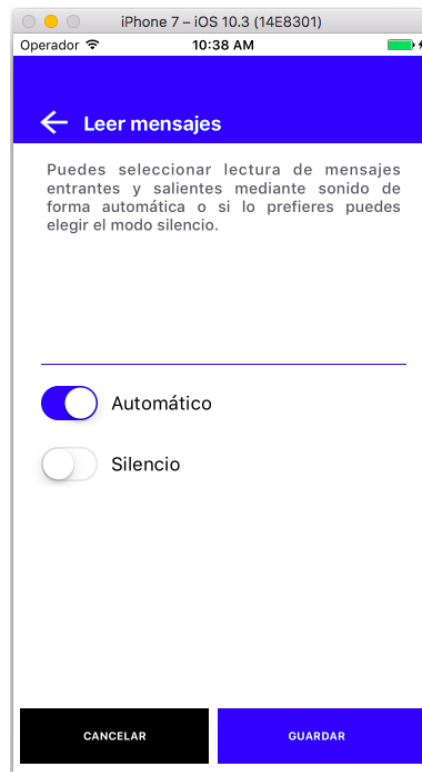 iPhone 7 – iOS 10.3 (14E8301)
Operador 10:38 AM
Leer mensajes
Puedes seleccionar lectura de mensajes
entrantes y salientes mediante sonido de
forma automática o si lo prefieres puedes
elegir el modo silencio.
Automático
Silencio
CANCELAR GUARDAR